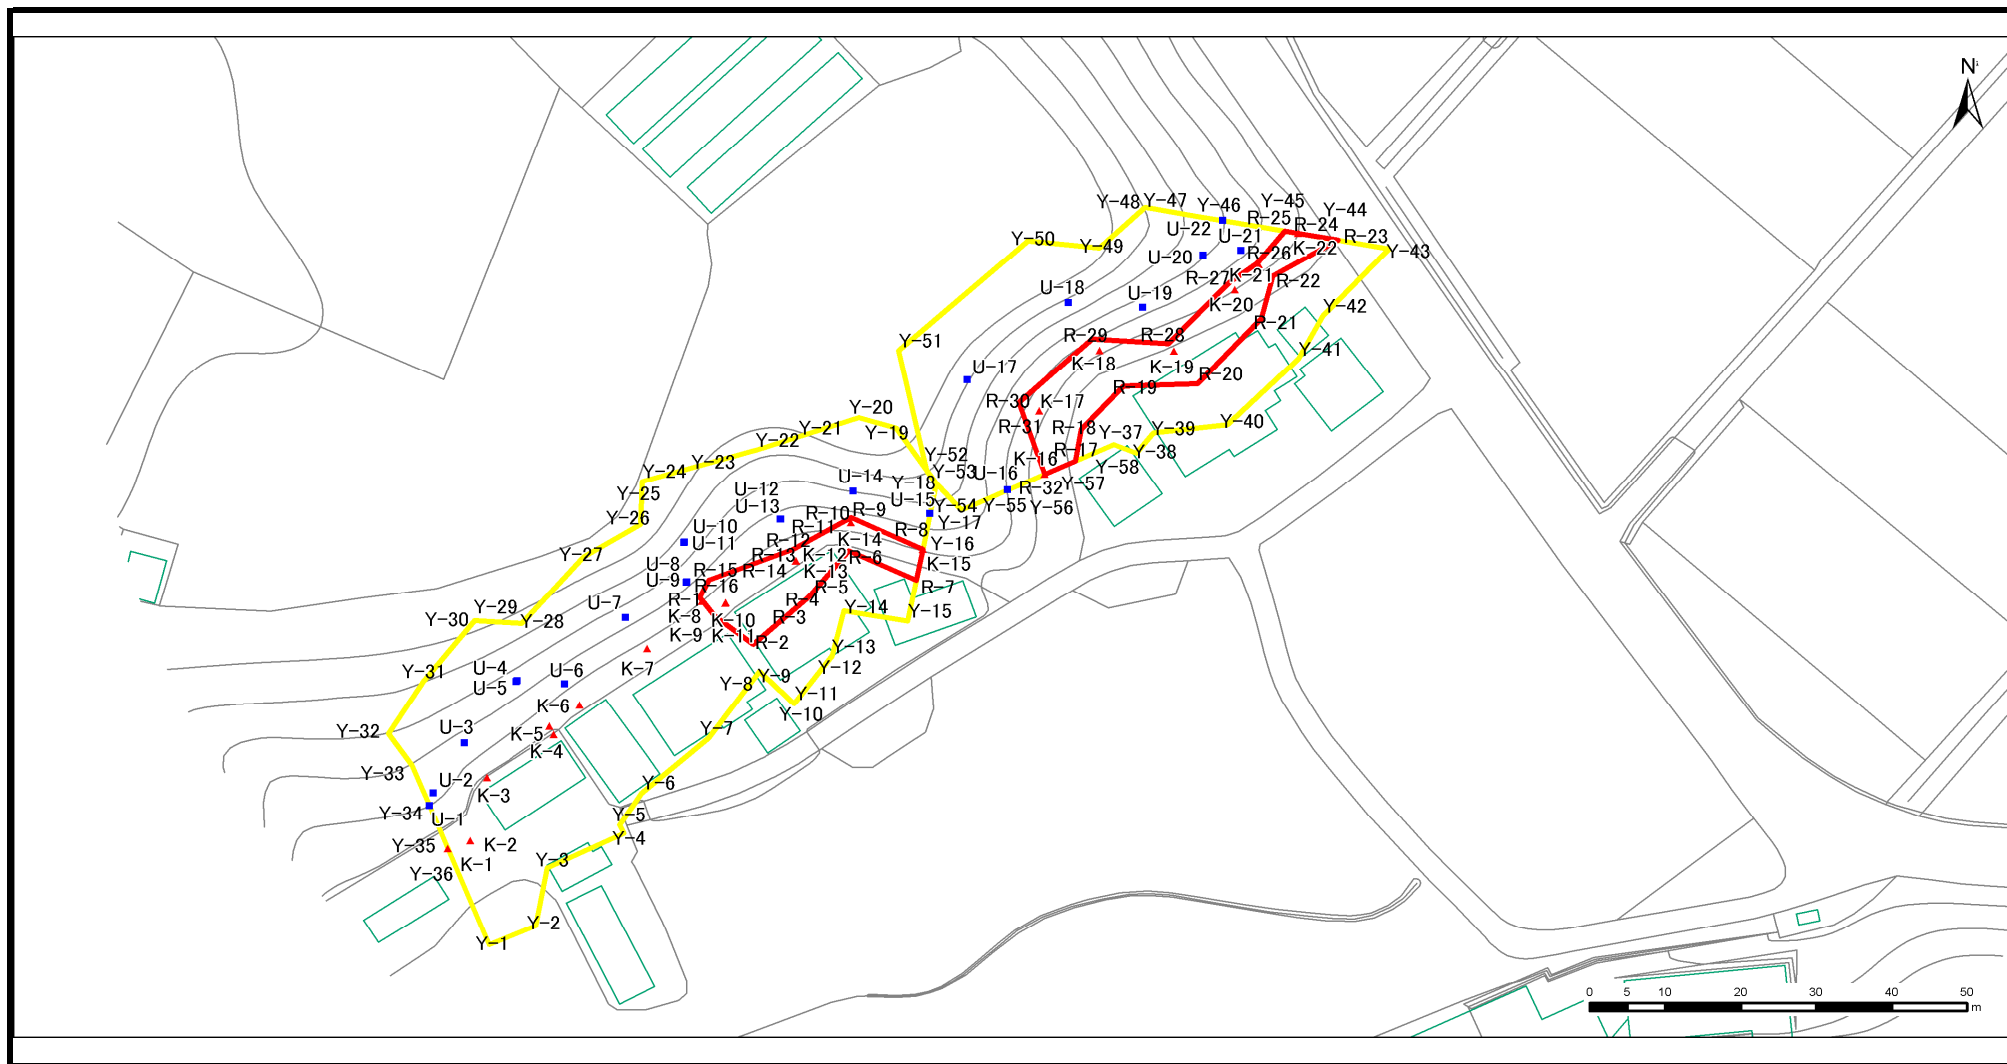 N
Y-48 Y-47 Y-46 Y-45 Y-44
R-25 R-24
U-22 U-21 R-23
Y-50 Y-49 K-22 Y-43
U-20 R-26
K-21
R-27 R-22
U-18 U-19 K-20 Y-42
R-21
Y-51 R-29 R-28 Y-41
K-18 K-19
U-17 R-20
R-19
R-30 K-17
Y-20 R-31 R-18 Y-37 Y-39 Y-40
Y-21 Y-19
Y-22 R-17 Y-38
Y-23 Y-52 K-16 Y-58
Y-24 Y-53 U-16
U-14 Y-18 R-32 Y-57
Y-25 U-12 U-15 Y-54 Y-55 Y-56
U-13 R-10 R-9
Y-26 U-10 R-11 Y-17
U-11 R-12 K-14 R-8 Y-16
Y-27 R-13 K-12 R-6
U-8 R-14 K-13 K-15
U-9 R-15 R-5 R-7
R-16 R-4
Y-29 U-7 R-1 R-3 Y-14 Y-15
Y-30 Y-28 K-8 K-10
K-9 K-11 R-2
Y-13
Y-31 U-4 U-6 K-7 Y-12
U-5 Y-8 Y-9
K-6 Y-11
Y-10
Y-32 U-3 K-5 Y-7
K-4
Y-33 U-2 Y-6
K-3
Y-34 U-1 Y-5
Y-35 K-2 Y-4
K-1 Y-3
Y-36
Y-2
Y-1
0 5 10 20 30 40 50
m